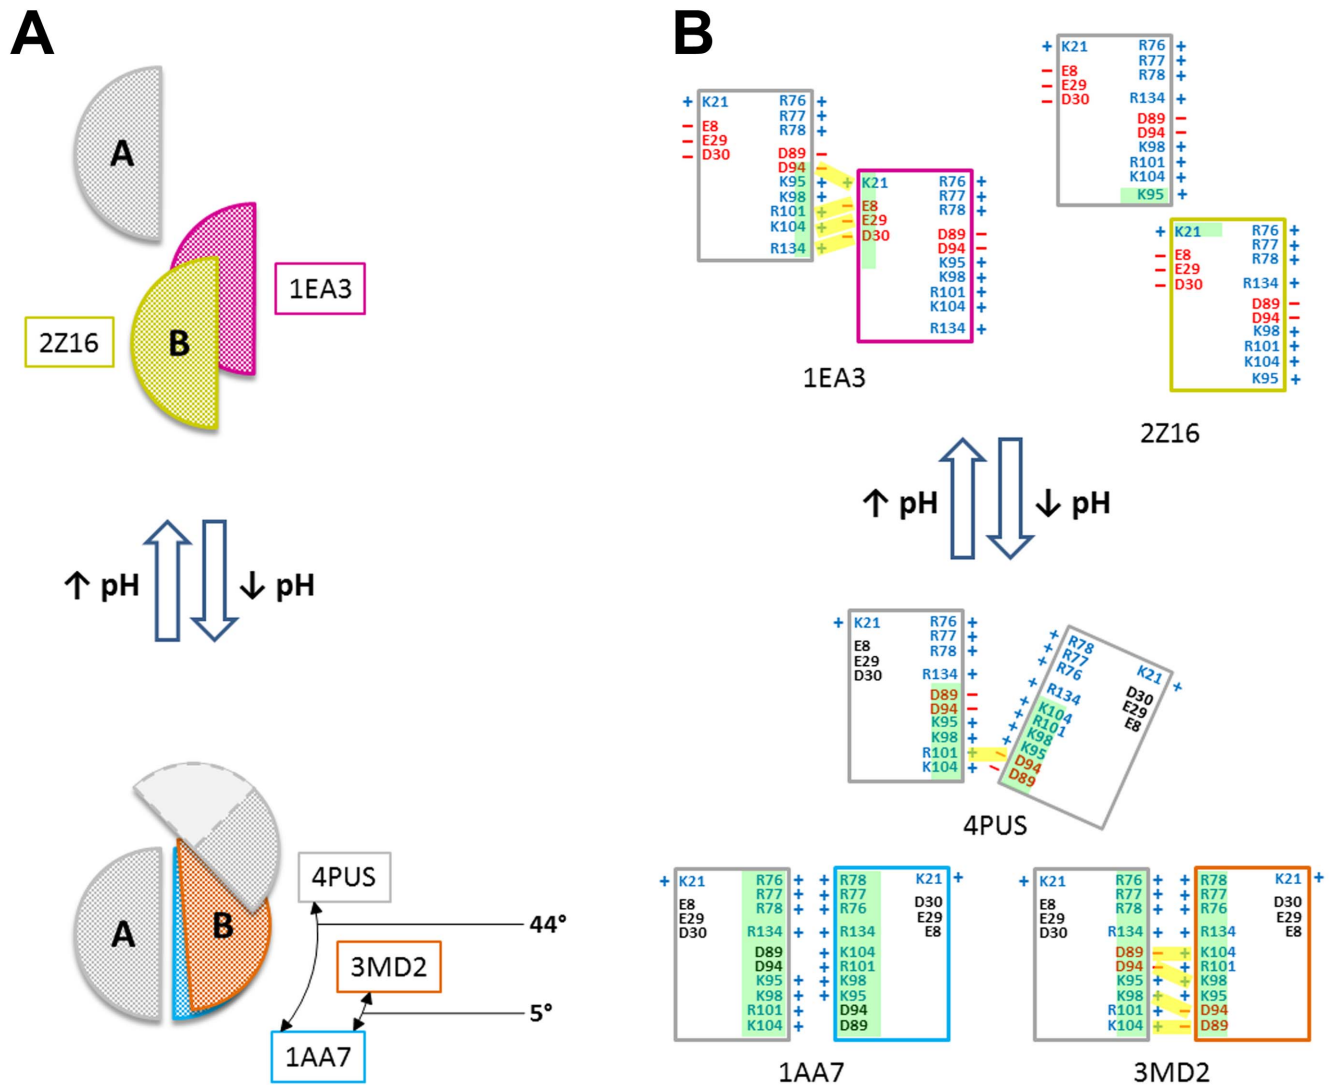 A
B
A
1EA3
2Z16
B
↑ pH
↓ pH
4PUS
A
B
44°
3MD2
5°
1AA7
+ K21 R76 +
R77 +
− E8 R78 +
− E29
− D30 D89 −
D94 −
K95 +
K98 +
R101 +
K104 +
R134 +
+ K21 R76 +
R77 +
− E8 R78 +
− E29
− D30 D89 −
D94 −
K95 +
K98 +
R101 +
K104 +
R134 +
1EA3
+ K21 R76 +
R77 +
− E8 R78 +
− E29
− D30 R134 +
D89 −
D94 −
K98 +
R101 +
K104 +
K95 +
+ K21 R76 +
R77 +
− E8 R78 +
− E29
− D30 R134 +
D89 −
D94 −
K98 +
R101 +
K104 +
K95 +
2Z16
↑ pH
↓ pH
+ K21 R76 +
R77 +
E8 R78 +
E29
D30 R134 +
D89 −
D94 −
K95 +
K98 +
R101 +
K104 +
+ R78
+ R77
+ R76
K21 +
+ R134
D30
E29
E8
+ K104
+ R101
+ K98
+ K95
− D94
− D89
4PUS
+ K21 R76 +
R77 +
E8 R78 +
E29
D30 R134 +
D89
D94
K95 +
K98 +
R101 +
K104 +
+ R78 K21 +
+ R77
+ R76 D30
E29
+ R134 E8
+ K104
+ R101
+ K98
+ K95
D94
D89
1AA7
+ K21 R76 +
R77 +
E8 R78 +
E29
D30 R134 +
D89 −
D94 −
K95 +
K98 +
R101 +
K104 +
+ R78 K21 +
+ R77
+ R76 D30
E29
+ R134 E8
+ K104
+ R101
+ K98
+ K95
− D94
− D89
3MD2